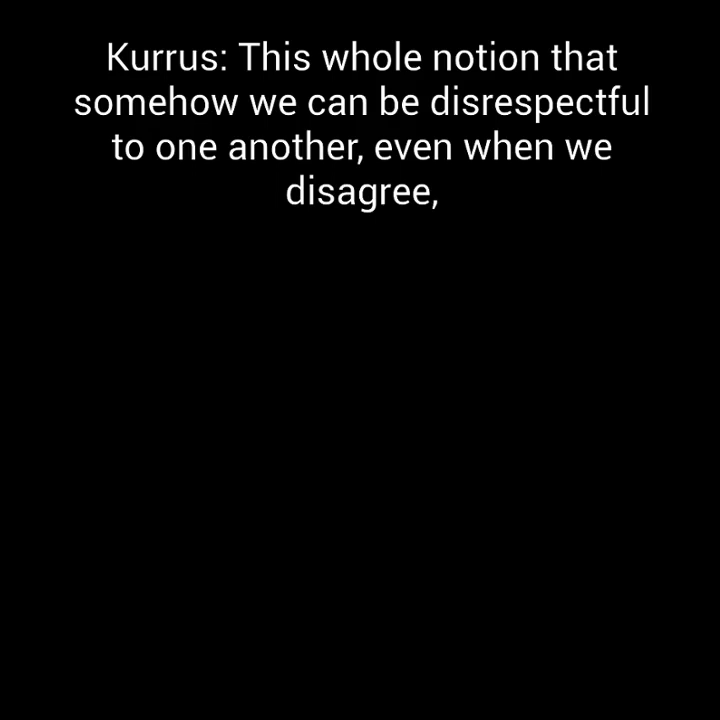 Kurrus: This whole notion that
somehow we can be disrespectful
to one another, even when we
disagree,